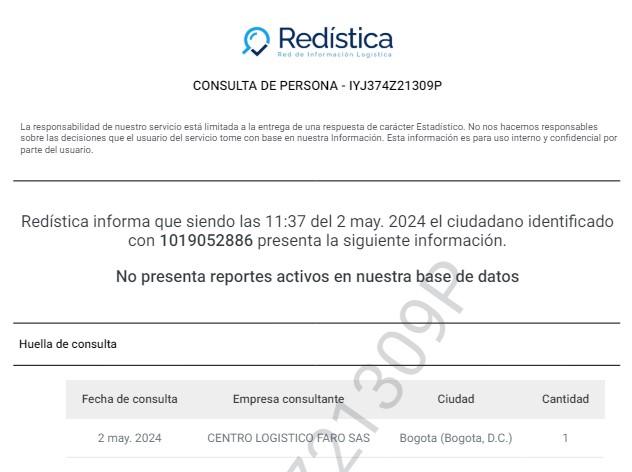 Redística
Red de Información Logística
CONSULTA DE PERSONA - IYJ374Z21309P
La responsabilidad de nuestro servicio está limitada a la entrega de una respuesta de carácter Estadístico. No nos hacemos responsables
sobre las decisiones que el usuario del servicio tome con base en nuestra Información. Esta información es para uso interno y confidencial por
parte del usuario.
Redística informa que siendo las 11:37 del 2 may. 2024 el ciudadano identificado
con 1019052886 presenta la siguiente información.
No presenta reportes activos en nuestra base de datos
Huella de consulta
Fecha de consulta Empresa consultante Ciudad Cantidad
2 may. 2024 CENTRO LOGISTICO FARO SAS Bogota (Bogota, D.C.) 1
Z21309P